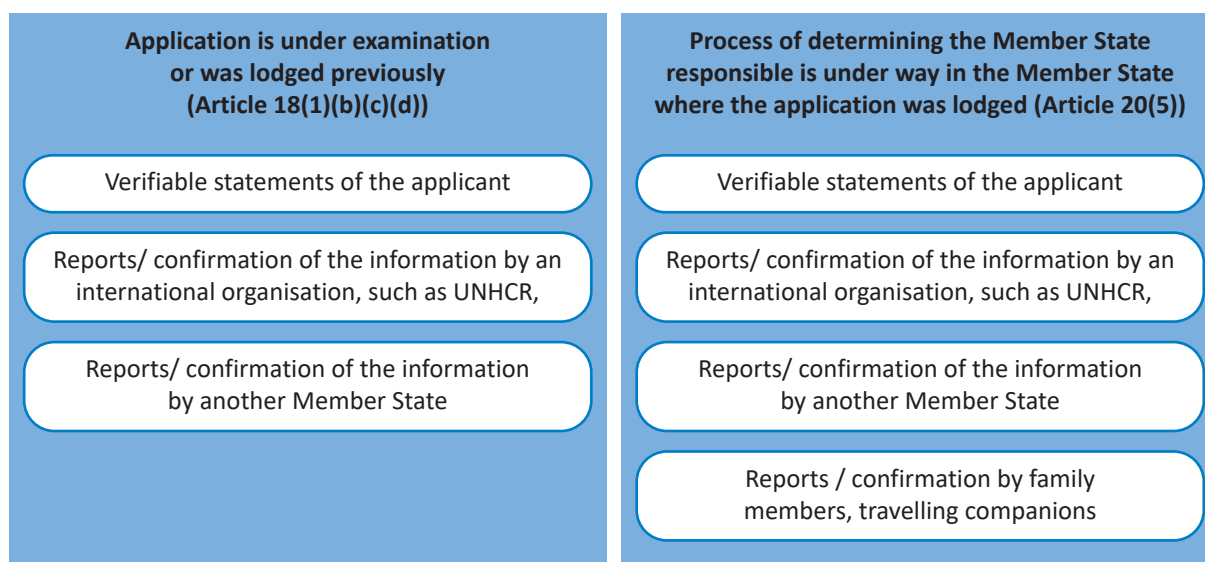 Application is under examination
or was lodged previously
(Article 18(1)(b)(c)(d))
Verifiable statements of the applicant
Reports/ confirmation of the information by an
international organisation, such as UNHCR,
Reports/ confirmation of the information
by another Member State
Process of determining the Member State
responsible is under way in the Member State
where the application was lodged (Article 20(5))
Verifiable statements of the applicant
Reports/ confirmation of the information by an
international organisation, such as UNHCR,
Reports/ confirmation of the information
by another Member State
Reports / confirmation by family
members, travelling companions